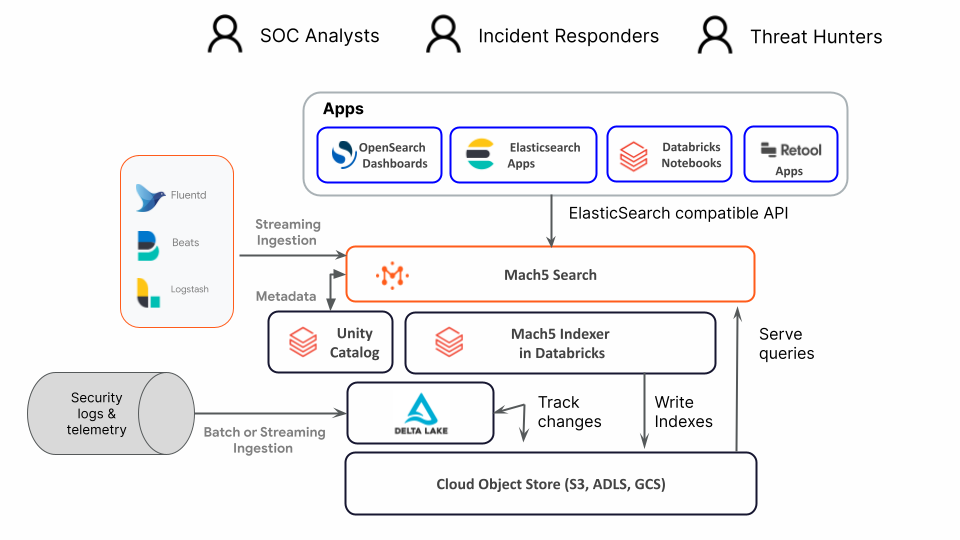 SOC Analysts
Incident Responders
Threat Hunters
Apps
OpenSearch
Dashboards
Elasticsearch
Apps
Databricks
Notebooks
Retool
Apps
Fluentd
Beats
Logstash
Streaming
Ingestion
ElasticSearch compatible API
Mach5 Search
Metadata
Unity
Catalog
Mach5 Indexer
in Databricks
Serve
queries
Security
logs &
telemetry
Batch or Streaming
Ingestion
DELTA LAKE
Track
changes
Write
Indexes
Cloud Object Store (S3, ADLS, GCS)